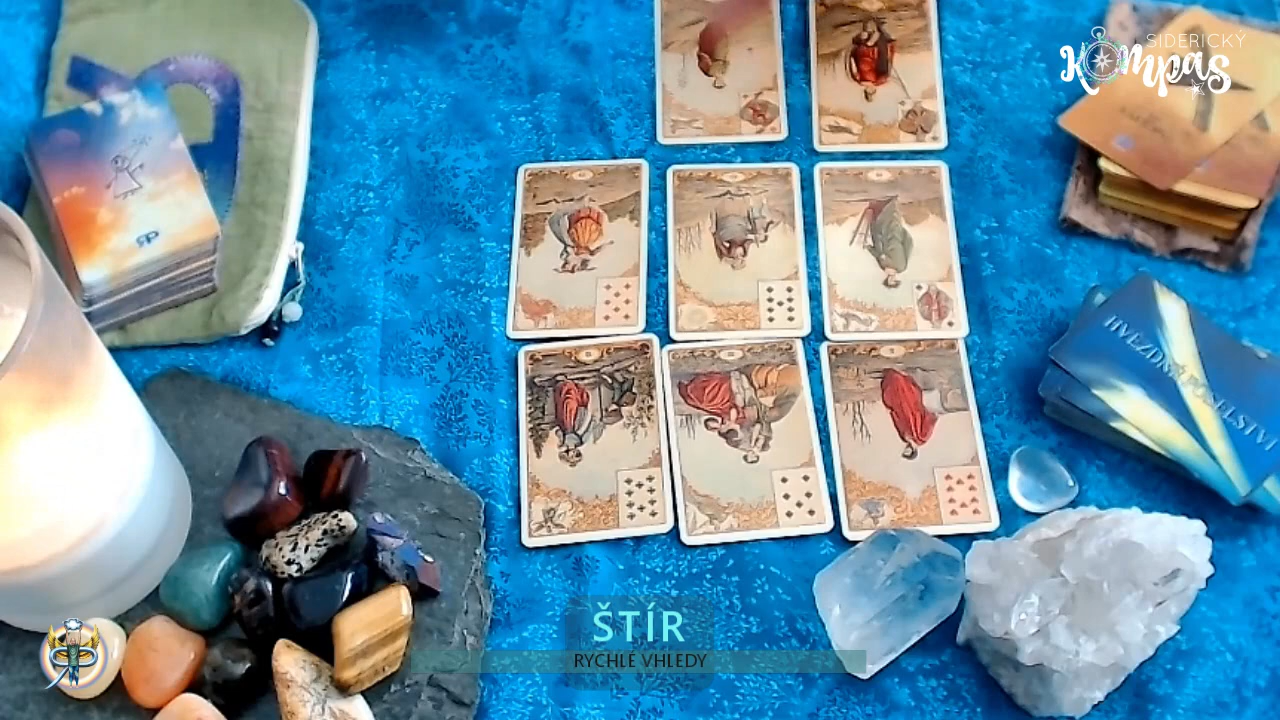 SIDERICKÝ
KOmpas
HVĚZDNÁ POSELSTVÍ
ŠTÍR
RYCHLÉ VHLEDY